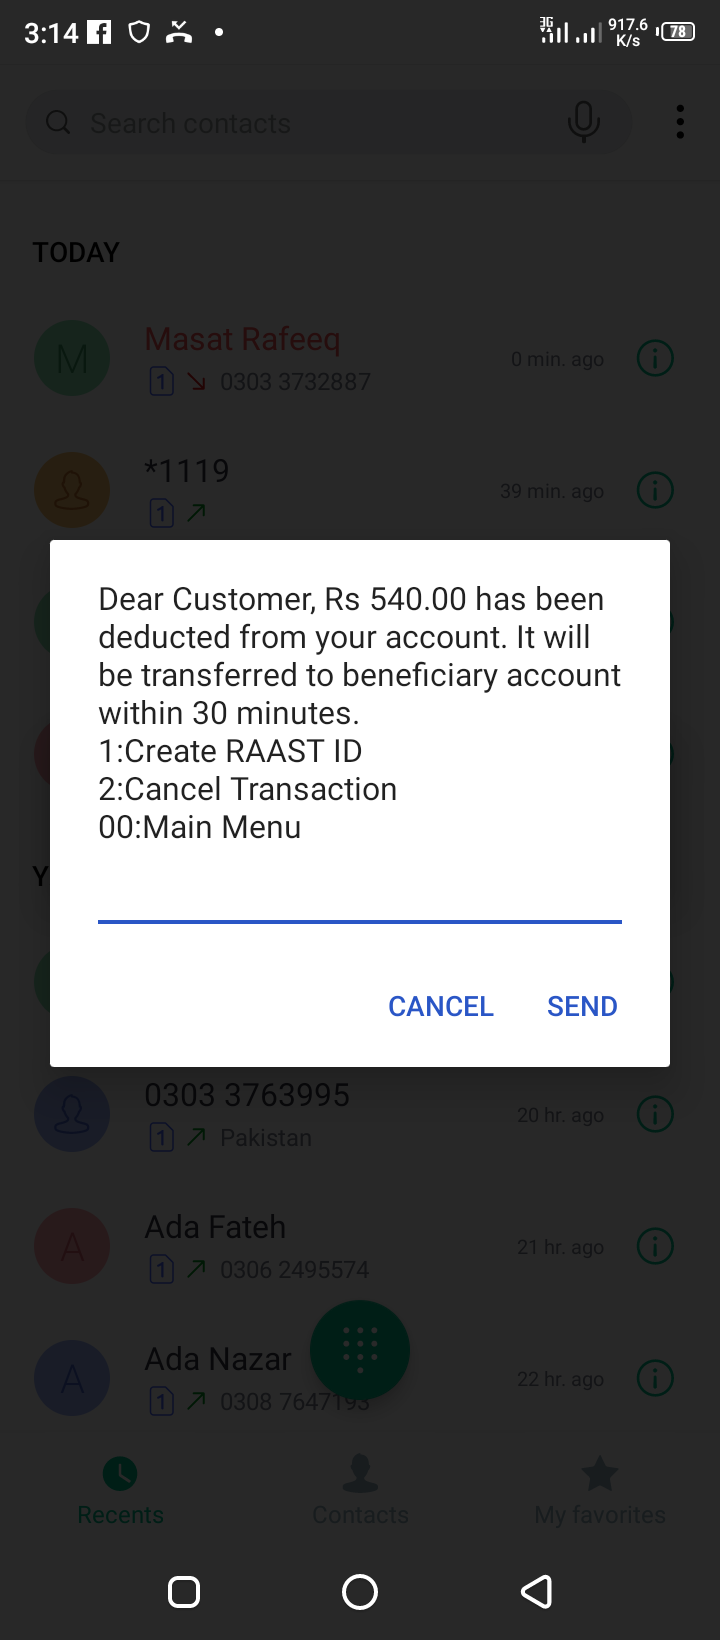 3:14
3G
917.6
K/s
78
Search contacts
TODAY
M
Masat Rafeeq
0 min. ago
1
0303 3732887
*1119
39 min. ago
1
Dear Customer, Rs 540.00 has been
deducted from your account. It will
be transferred to beneficiary account
within 30 minutes.
1:Create RAAST ID
2:Cancel Transaction
00:Main Menu
Y
CANCEL
SEND
0303 3763995
20 hr. ago
1
Pakistan
A
Ada Fateh
21 hr. ago
1
0306 2495574
A
Ada Nazar
22 hr. ago
1
0308 7647193
Recents
Contacts
My favorites